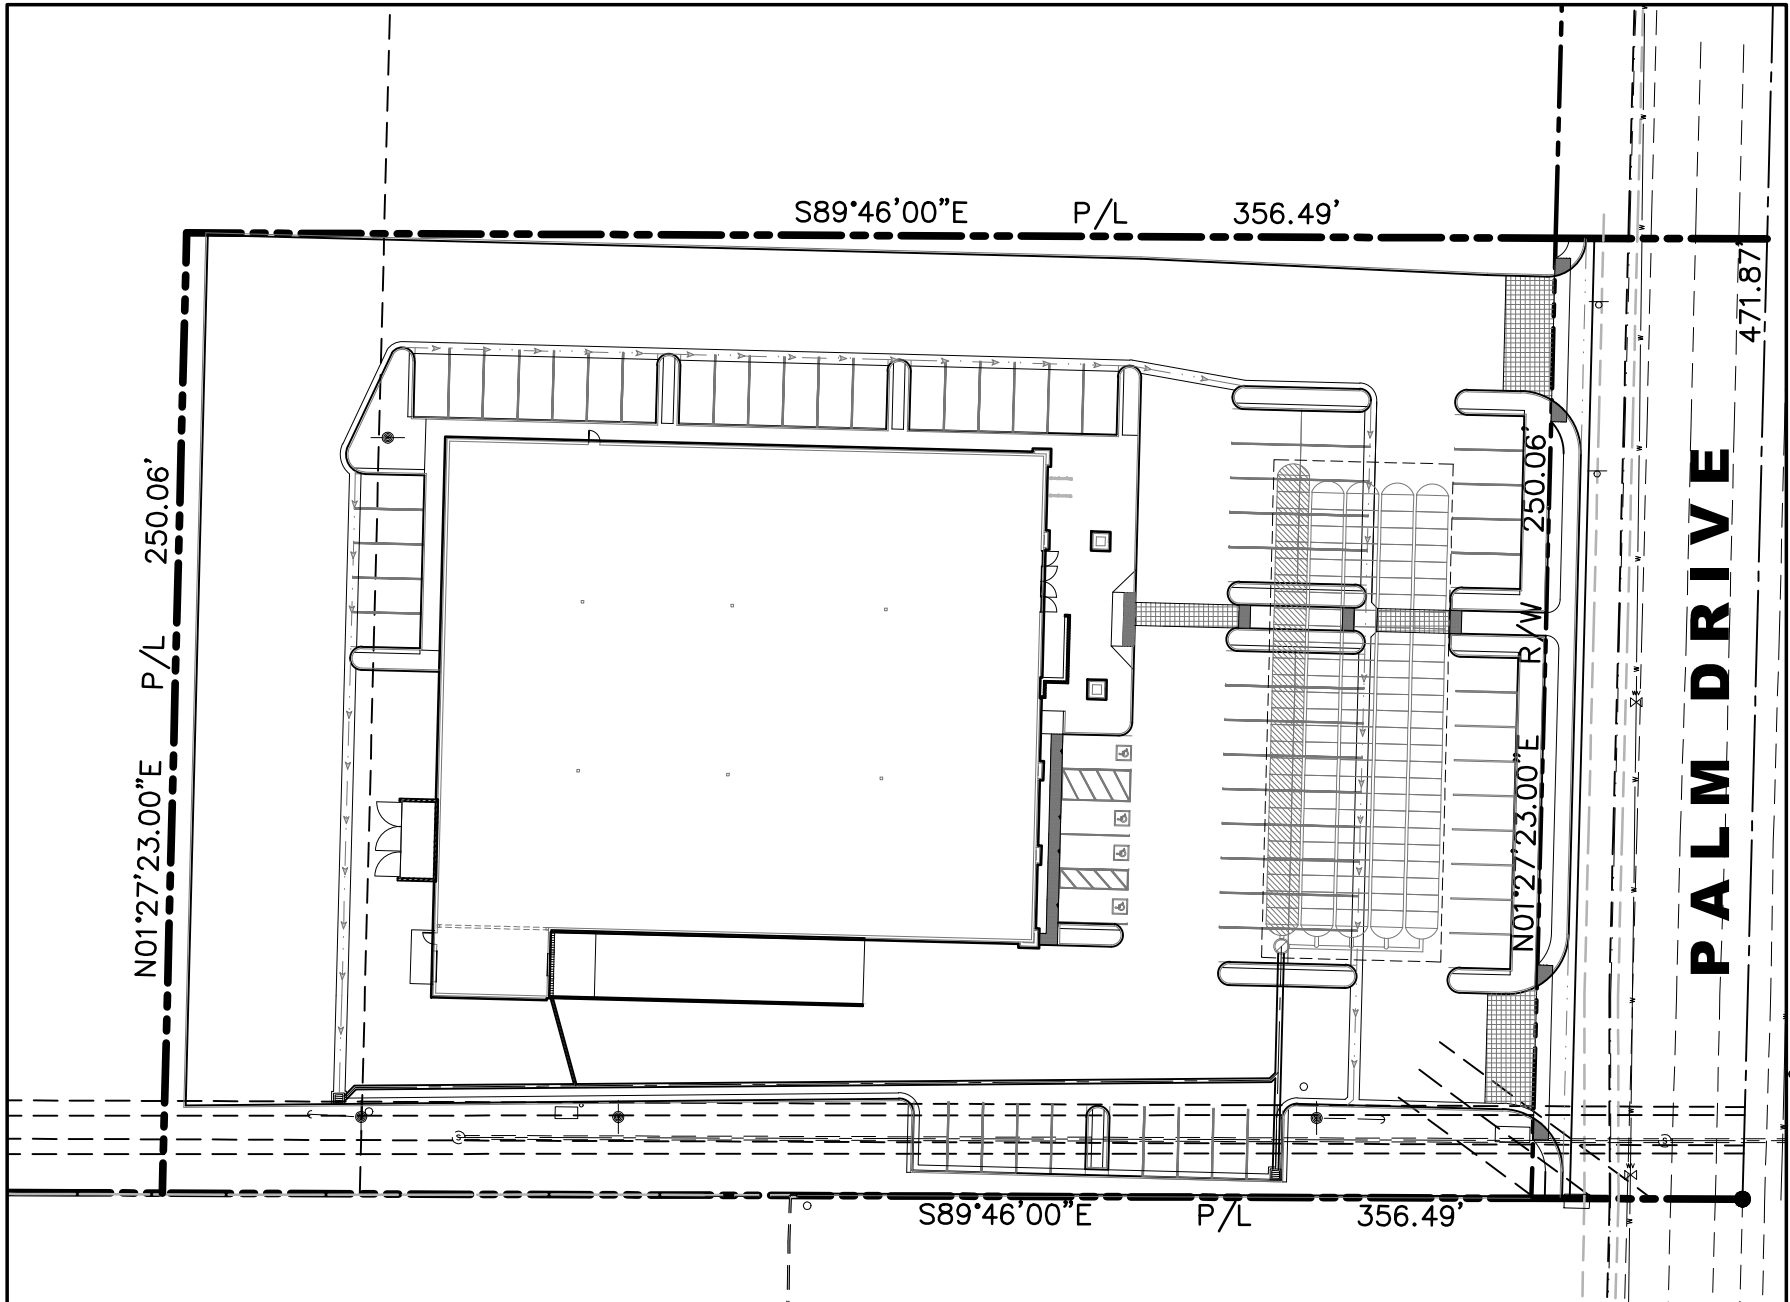 S89°46'00"E P/L 356.49'
471.87'
N01°27'23.00"E P/L 250.06'
N01°27'23.00"E R/W 250.06'
PALM DRIVE
S89°46'00"E P/L 356.49'